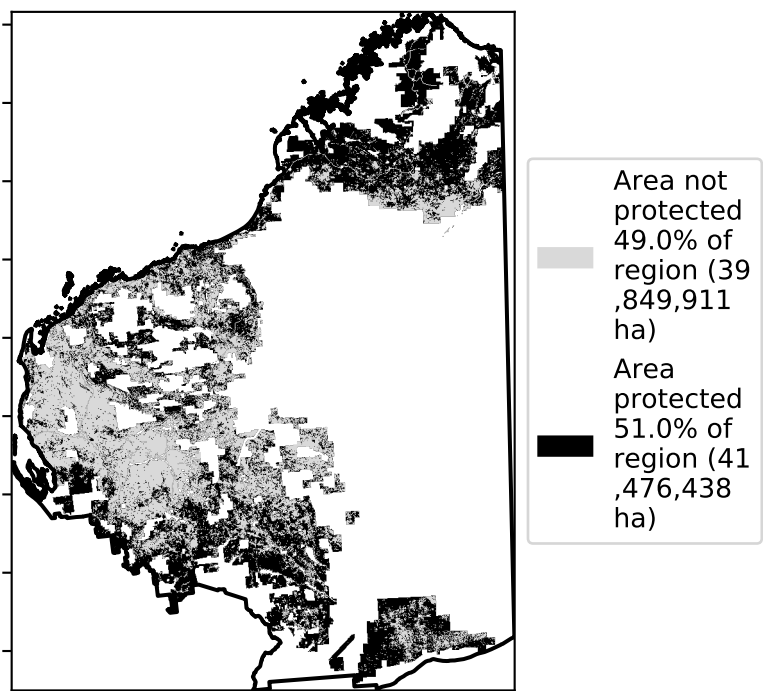 Area not
protected
49.0% of
region (39
,849,911
ha)
Area
protected
51.0% of
region (41
,476,438
ha)